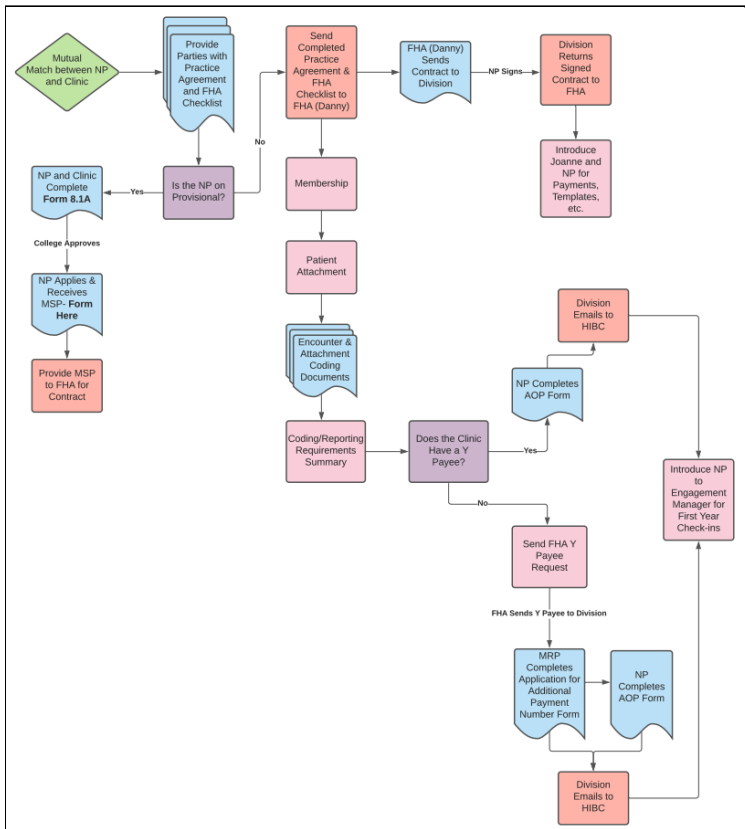 Mutual
Match between NP
and Clinic
Provide
Parties with
Practice
Agreement
and FHA
Checklist
Send
Completed
Practice
Agreement &
FHA
Checklist to
FHA (Danny)
FHA (Danny)
Sends
Contract to
Division
NP Signs
Division
Returns
Signed
Contract to
FHA
No
Introduce
Joanne and
NP for
Payments,
Templates,
etc.
NP and Clinic
Complete
Form 8.1A
Yes
Is the NP on
Provisional?
Membership
College Approves
Patient
Attachment
NP Applies &
Receives
MSP- Form
Here
Provide MSP
to FHA for
Contract
Encounter &
Attachment
Coding
Documents
Division
Emails to
HIBC
NP Completes
AOP Form
Coding/Reporting
Requirements
Summary
Does the Clinic
Have a Y
Payee?
Yes
Introduce NP
to
Engagement
Manager for
First Year
Check-ins
No
Send FHA Y
Payee
Request
FHA Sends Y Payee to Division
MRP
Completes
Application for
Additional
Payment
Number Form
NP
Completes
AOP Form
Division
Emails to
HIBC